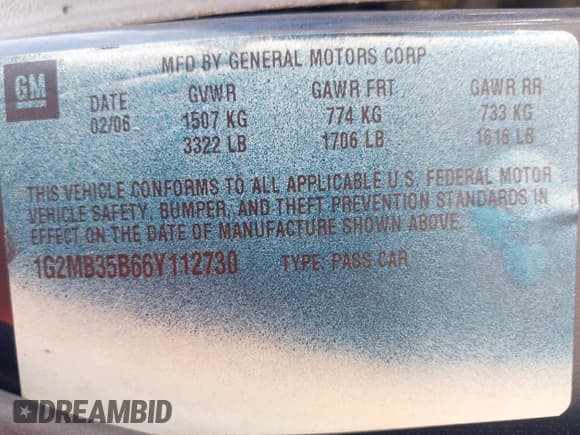 MFD BY GENERAL MOTORS CORP
GM
DATE GVWR GAWR FRT GAWR RR
02/06 1507 KG 774 KG 733 KG
3322 LB 1706 LB 1616 LB
THIS VEHICLE CONFORMS TO ALL APPLICABLE U.S. FEDERAL MOTOR
VEHICLE SAFETY, BUMPER, AND THEFT PREVENTION STANDARDS IN
EFFECT ON THE DATE OF MANUFACTURE SHOWN ABOVE.
1G2MB35B66Y112730 TYPE: PASS CAR
DREAMBID